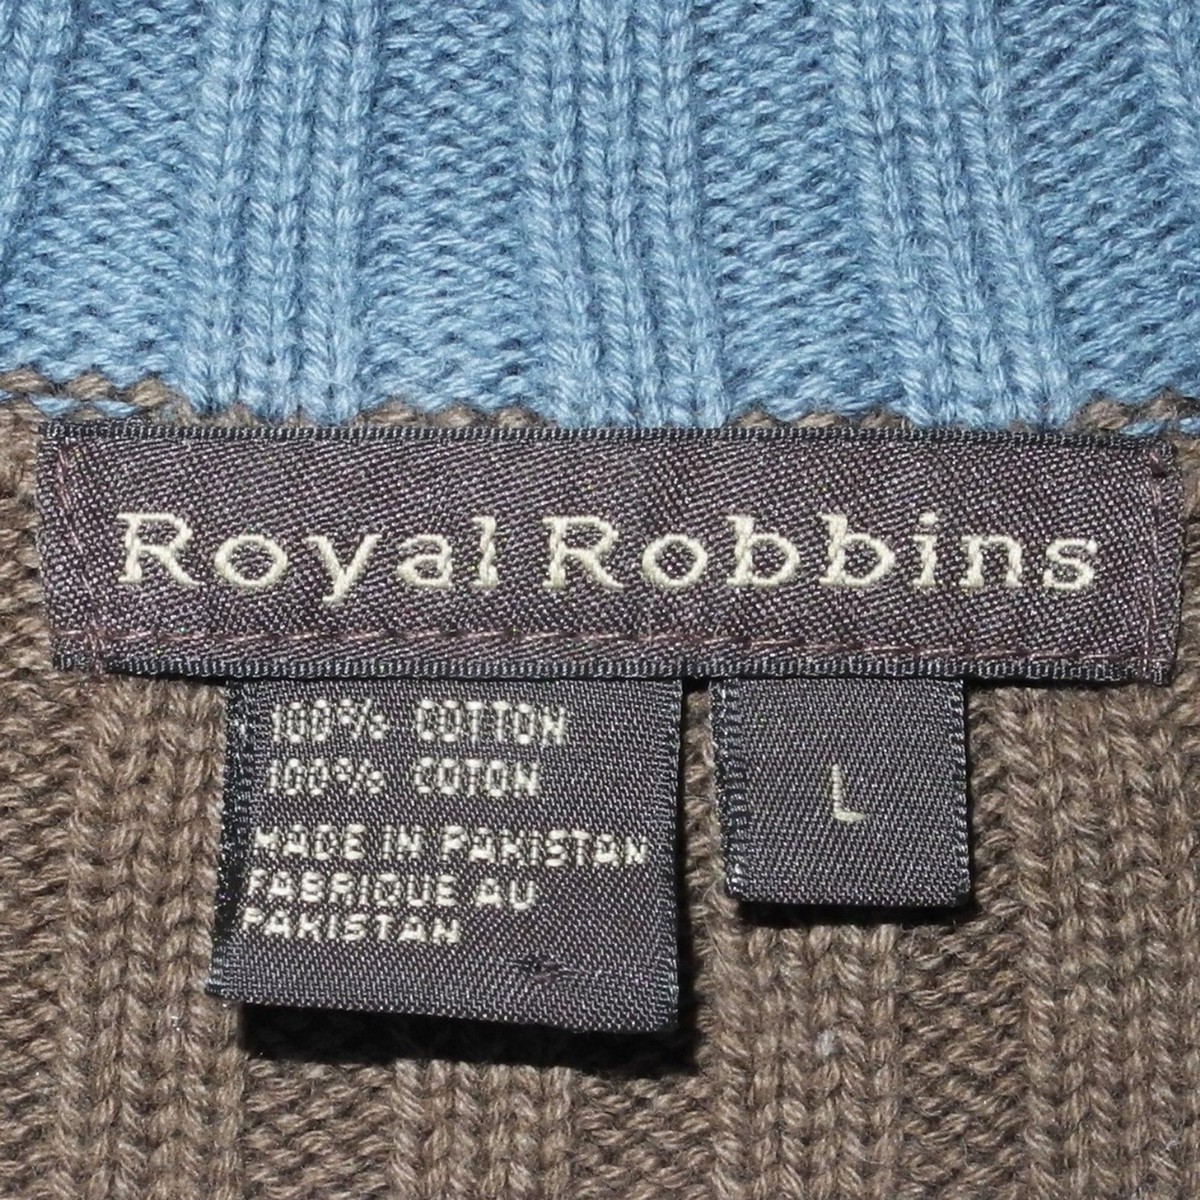 Royal Robbins
100% COTTON
100% COTON
MADE IN PAKISTAN
FABRIQUE AU
PAKISTAN
L